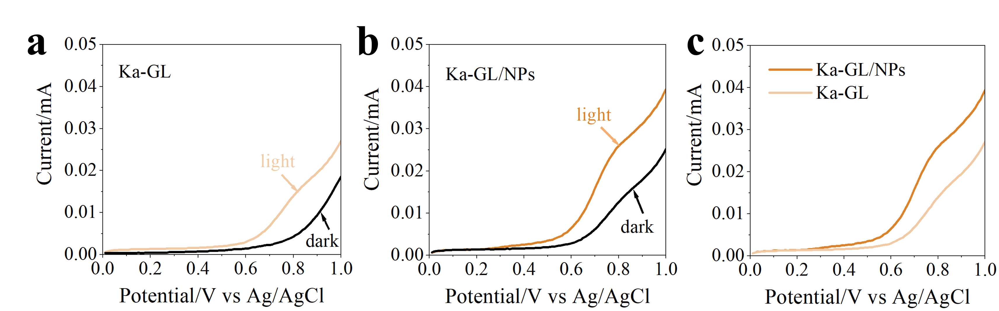 a
0.05
0.04
0.03
0.02
0.01
0.00
Current/mA
Ka-GL
light
dark
0.0 0.2 0.4 0.6 0.8 1.0
Potential/V vs Ag/AgCl
b
0.05
0.04
0.03
0.02
0.01
0.00
Current/mA
Ka-GL/NPs
light
dark
0.0 0.2 0.4 0.6 0.8 1.0
Potential/V vs Ag/AgCl
c
0.05
0.04
0.03
0.02
0.01
0.00
Current/mA
Ka-GL/NPs
Ka-GL
0.0 0.2 0.4 0.6 0.8 1.0
Potential/V vs Ag/AgCl